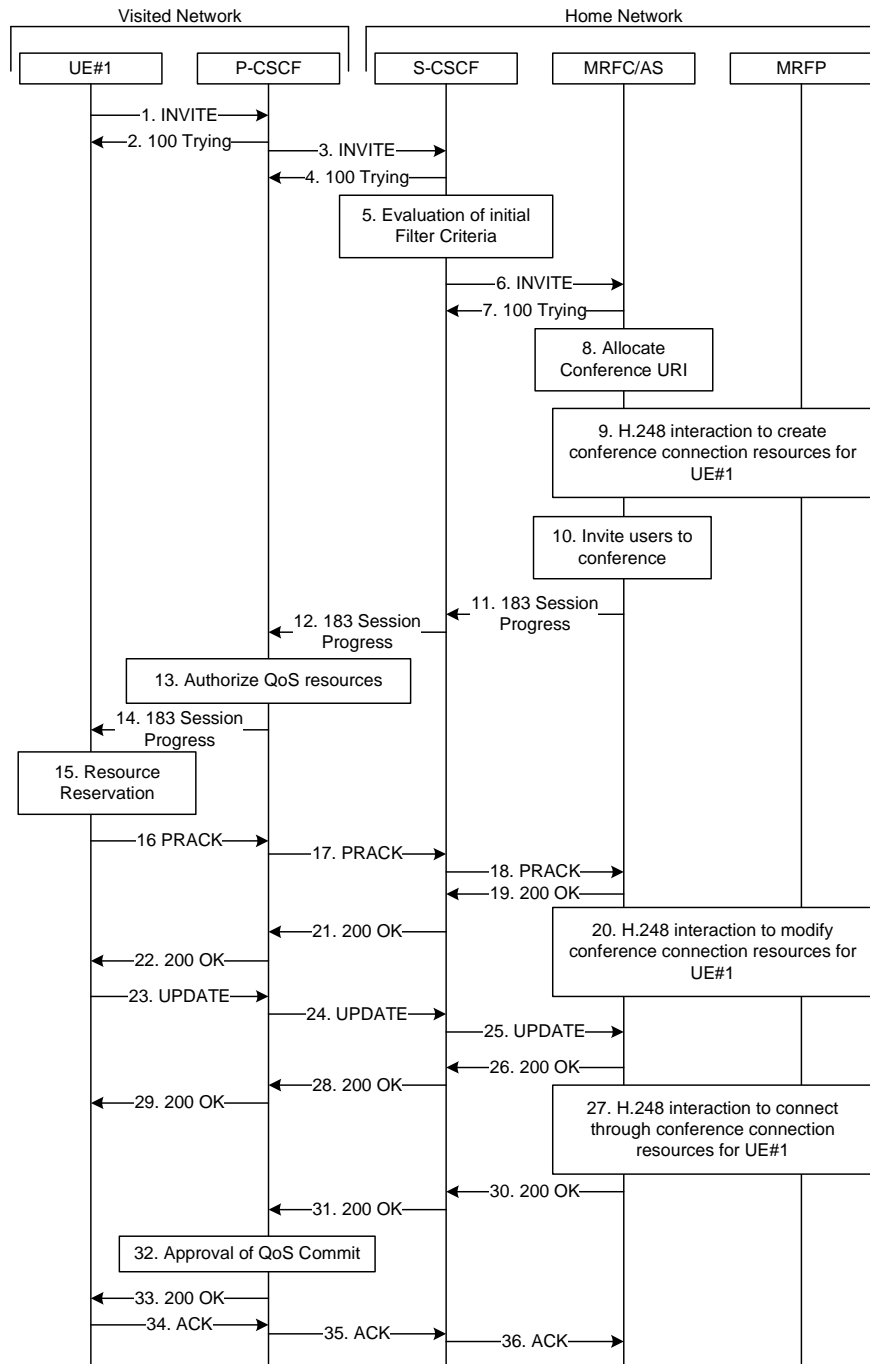 Visited Network
Home Network
UE#1
P-CSCF
S-CSCF
MRFC/AS
MRFP
1. INVITE
2. 100 Trying
3. INVITE
4. 100 Trying
5. Evaluation of initial
Filter Criteria
6. INVITE
7. 100 Trying
8. Allocate
Conference URI
9. H.248 interaction to create
conference connection resources for
UE#1
10. Invite users to
conference
11. 183 Session
Progress
12. 183 Session
Progress
13. Authorize QoS resources
14. 183 Session
Progress
15. Resource
Reservation
16 PRACK
17. PRACK
18. PRACK
19. 200 OK
20. H.248 interaction to modify
conference connection resources for
UE#1
21. 200 OK
22. 200 OK
23. UPDATE
24. UPDATE
25. UPDATE
26. 200 OK
27. H.248 interaction to connect
through conference connection
resources for UE#1
28. 200 OK
29. 200 OK
30. 200 OK
31. 200 OK
32. Approval of QoS Commit
33. 200 OK
34. ACK
35. ACK
36. ACK